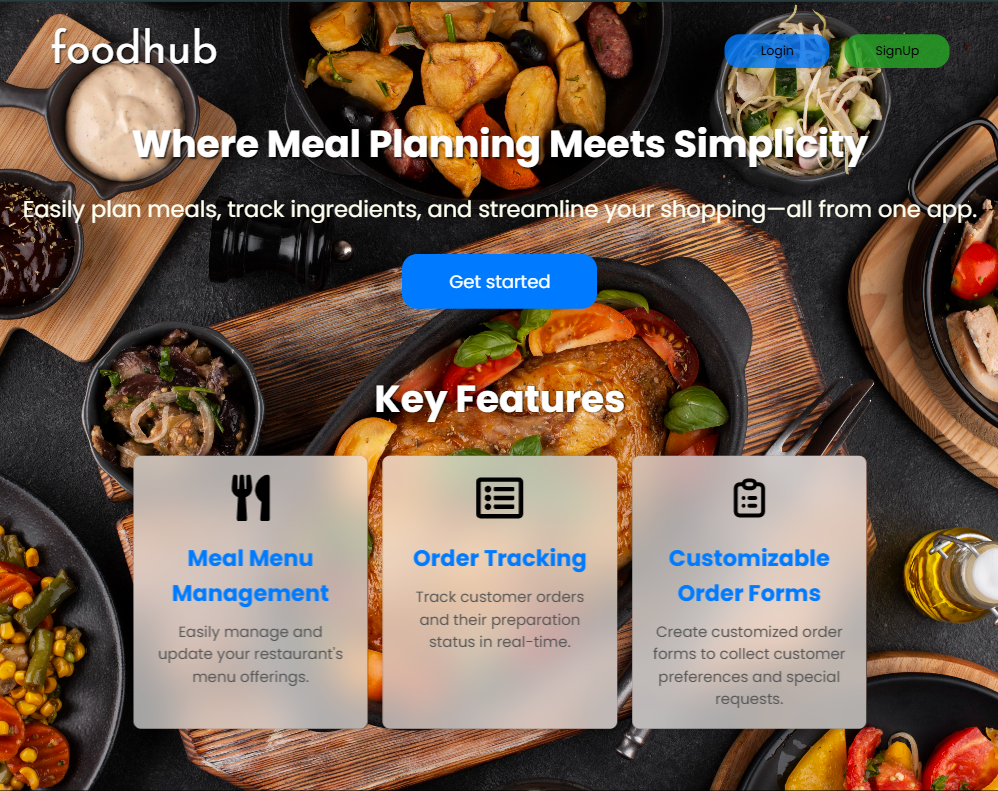 foodhub
Login
SignUp
Where Meal Planning Meets Simplicity
Easily plan meals, track ingredients, and streamline your shopping—all from one app.
Get started
Key Features
Meal Menu
Management
Easily manage and
update your restaurant's
menu offerings.
Order Tracking
Track customer orders
and their preparation
status in real-time.
Customizable
Order Forms
Create customized order
forms to collect customer
preferences and special
requests.